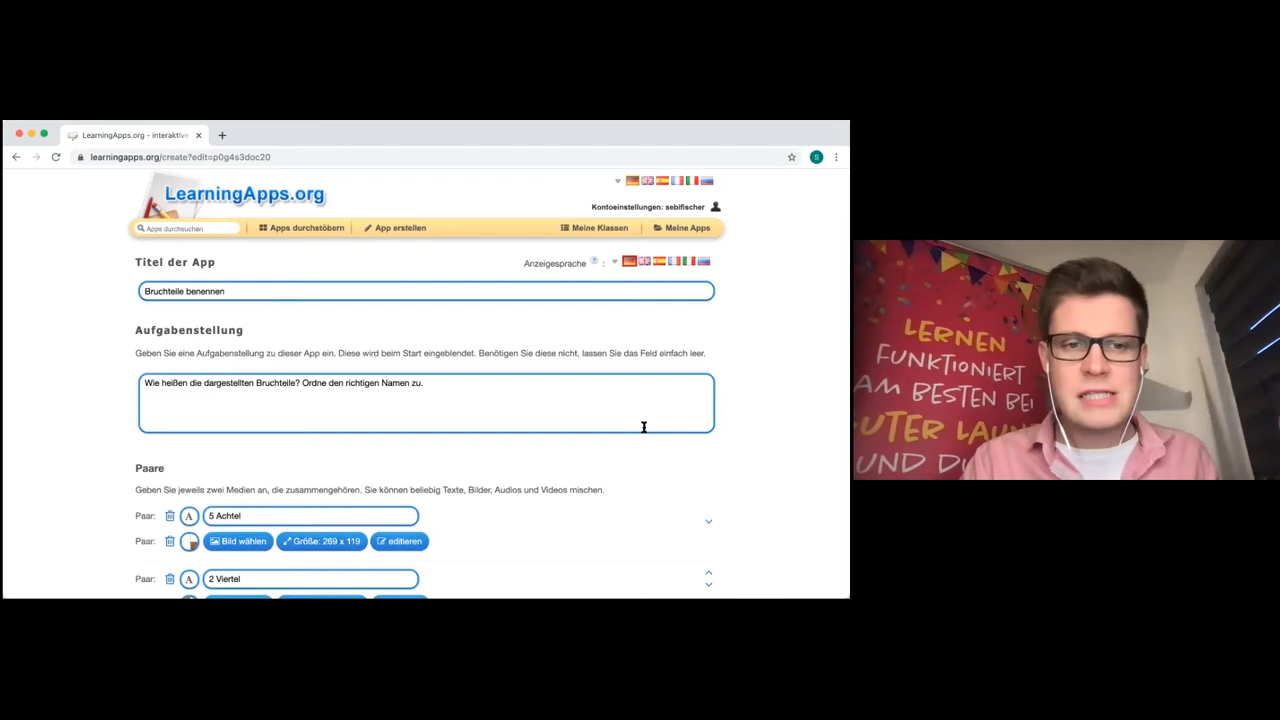 LearningApps.org - interaktive
learningapps.org/create?edit=p0g4s3doc20
S
LearningApps.org
Kontoeinstellungen: sebifischer
Apps durchsuchen
Apps durchstöbern
App erstellen
Meine Klassen
Meine Apps
Titel der App
Anzeigesprache ? :
Bruchteile benennen
Aufgabenstellung
Geben Sie eine Aufgabenstellung zu dieser App ein. Diese wird beim Start eingeblendet. Benötigen Sie diese nicht, lassen Sie das Feld einfach leer.
Wie heißen die dargestellten Bruchteile? Ordne den richtigen Namen zu.
Paare
Geben Sie jeweils zwei Medien an, die zusammengehören. Sie können beliebig Texte, Bilder, Audios und Videos mischen.
Paar: A 5 Achtel
Paar: Bild wählen Größe: 269 x 119 editieren
Paar: A 2 Viertel
LERNEN
FUNKTIONIERT
AM BESTEN BEI
GUTER LAUN
UND DU